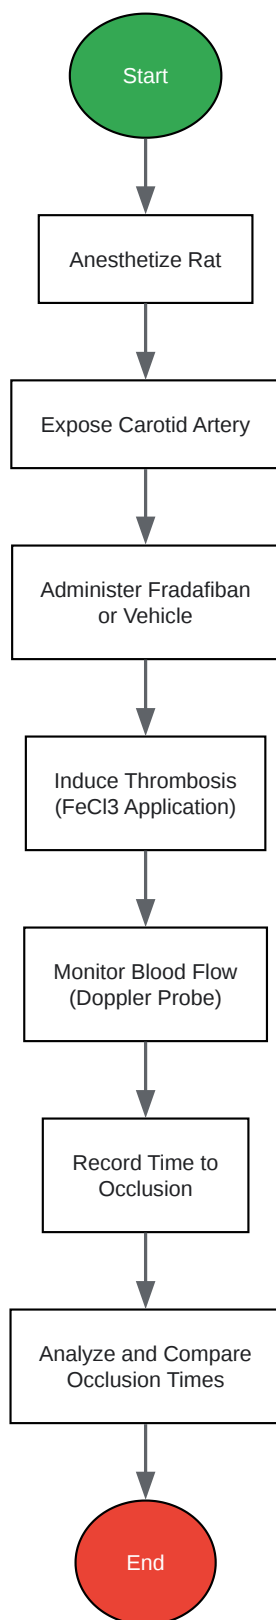 Start
Anesthetize Rat
Expose Carotid Artery
Administer Fradafiban
or Vehicle
Induce Thrombosis
(FeCl3 Application)
Monitor Blood Flow
(Doppler Probe)
Record Time to
Occlusion
Analyze and Compare
Occlusion Times
End